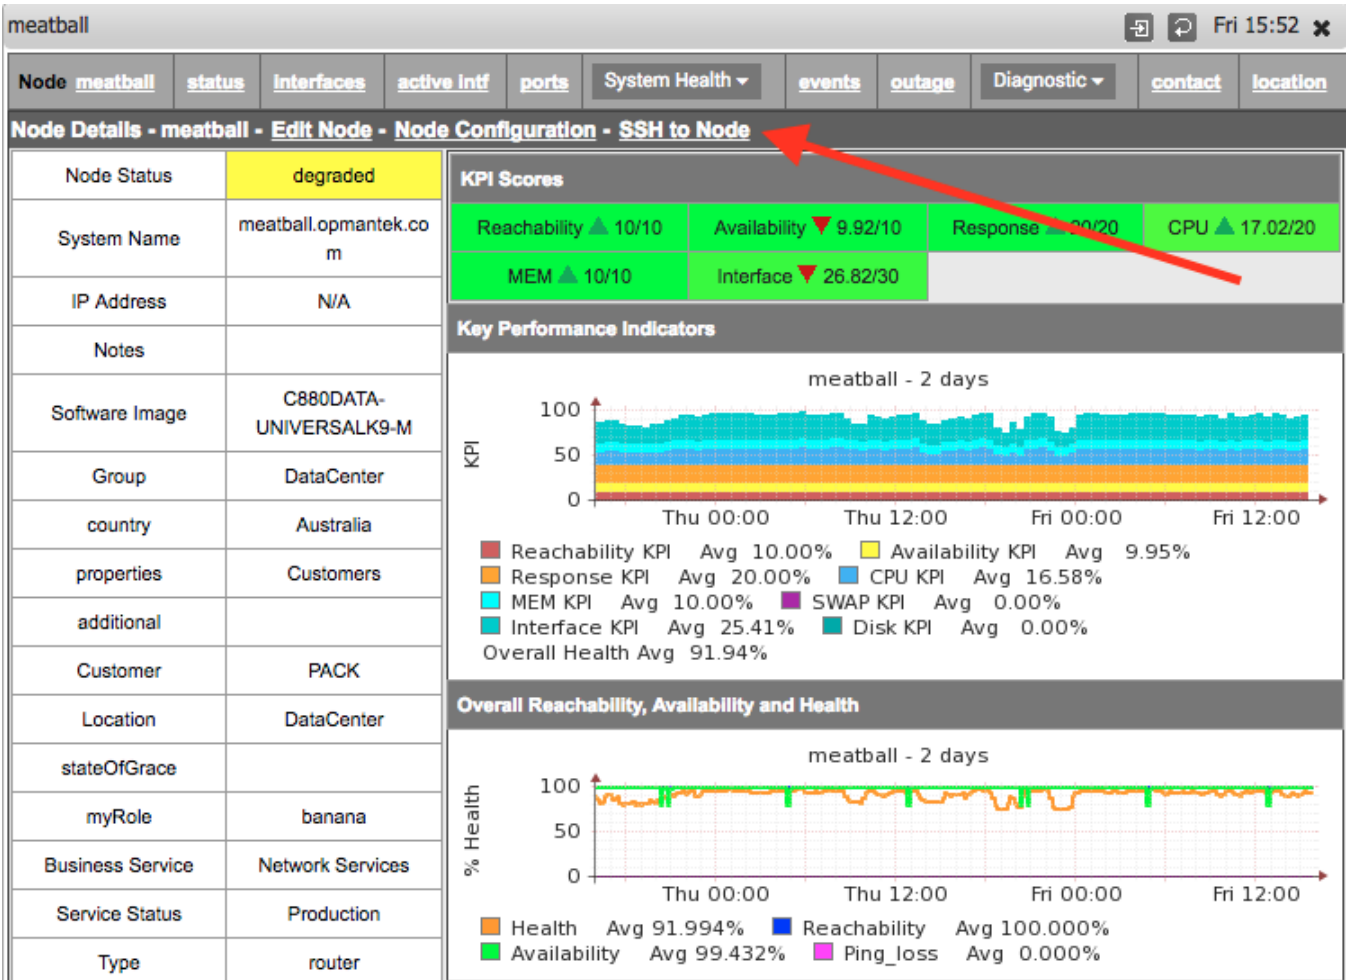 meatball Fri 15:52
Node meatball status interfaces active intf ports System Health events outage Diagnostic contact location
Node Details - meatball - Edit Node - Node Configuration - SSH to Node
Node Status degraded
System Name meatball.opmantek.co
m
IP Address N/A
Notes
Software Image C880DATA-
UNIVERSALK9-M
Group DataCenter
country Australia
properties Customers
additional
Customer PACK
Location DataCenter
stateOfGrace
myRole banana
Business Service Network Services
Service Status Production
Type router
KPI Scores
Reachability 10/10 Availability 9.92/10 Response 20/20 CPU 17.02/20
MEM 10/10 Interface 26.82/30
Key Performance Indicators
meatball - 2 days
KPI
100
50
0
Thu 00:00 Thu 12:00 Fri 00:00 Fri 12:00
Reachability KPI Avg 10.00% Availability KPI Avg 9.95%
Response KPI Avg 20.00% CPU KPI Avg 16.58%
MEM KPI Avg 10.00% SWAP KPI Avg 0.00%
Interface KPI Avg 25.41% Disk KPI Avg 0.00%
Overall Health Avg 91.94%
Overall Reachability, Availability and Health
meatball - 2 days
% Health
100
50
0
Thu 00:00 Thu 12:00 Fri 00:00 Fri 12:00
Health Avg 91.994% Reachability Avg 100.000%
Availability Avg 99.432% Ping_loss Avg 0.000%